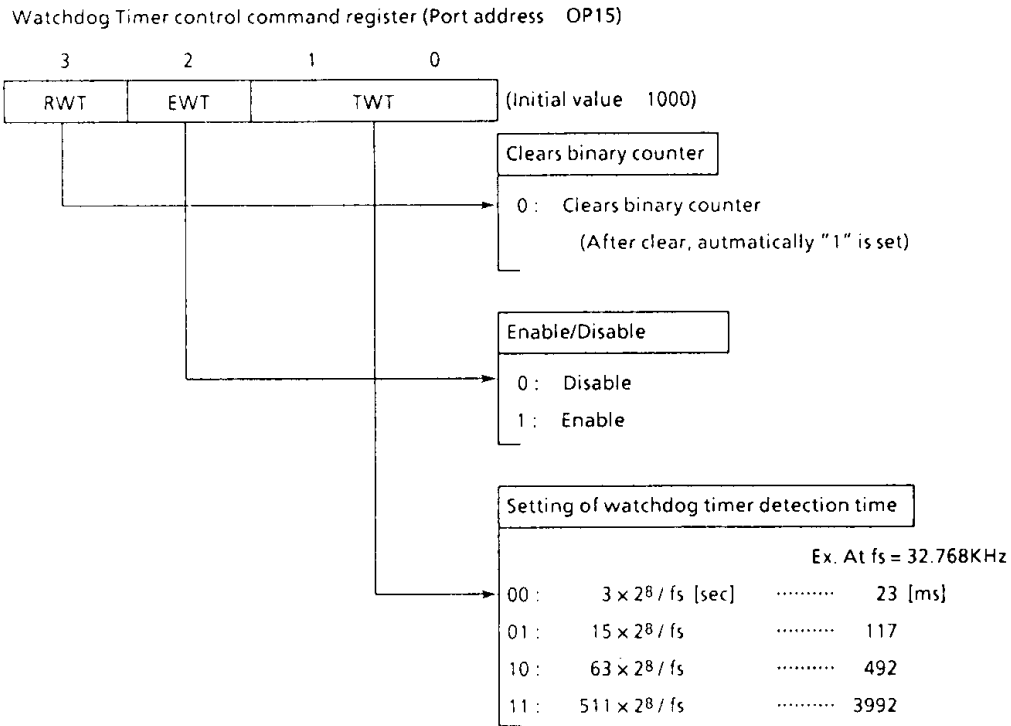 Watchdog Timer control command register (Port address OP15)
3 2 1 0
RWT EWT TWT (Initial value 1000)
Clears binary counter
0 : Clears binary counter
(After clear, autmatically "1" is set)
Enable/Disable
0 : Disable
1 : Enable
Setting of watchdog timer detection time
Ex. At fs = 32.768KHz
00 : 3 × 2⁸ / fs [sec] ·········· 23 [ms]
01 : 15 × 2⁸ / fs ·········· 117
10 : 63 × 2⁸ / fs ·········· 492
11 : 511 × 2⁸ / fs ·········· 3992